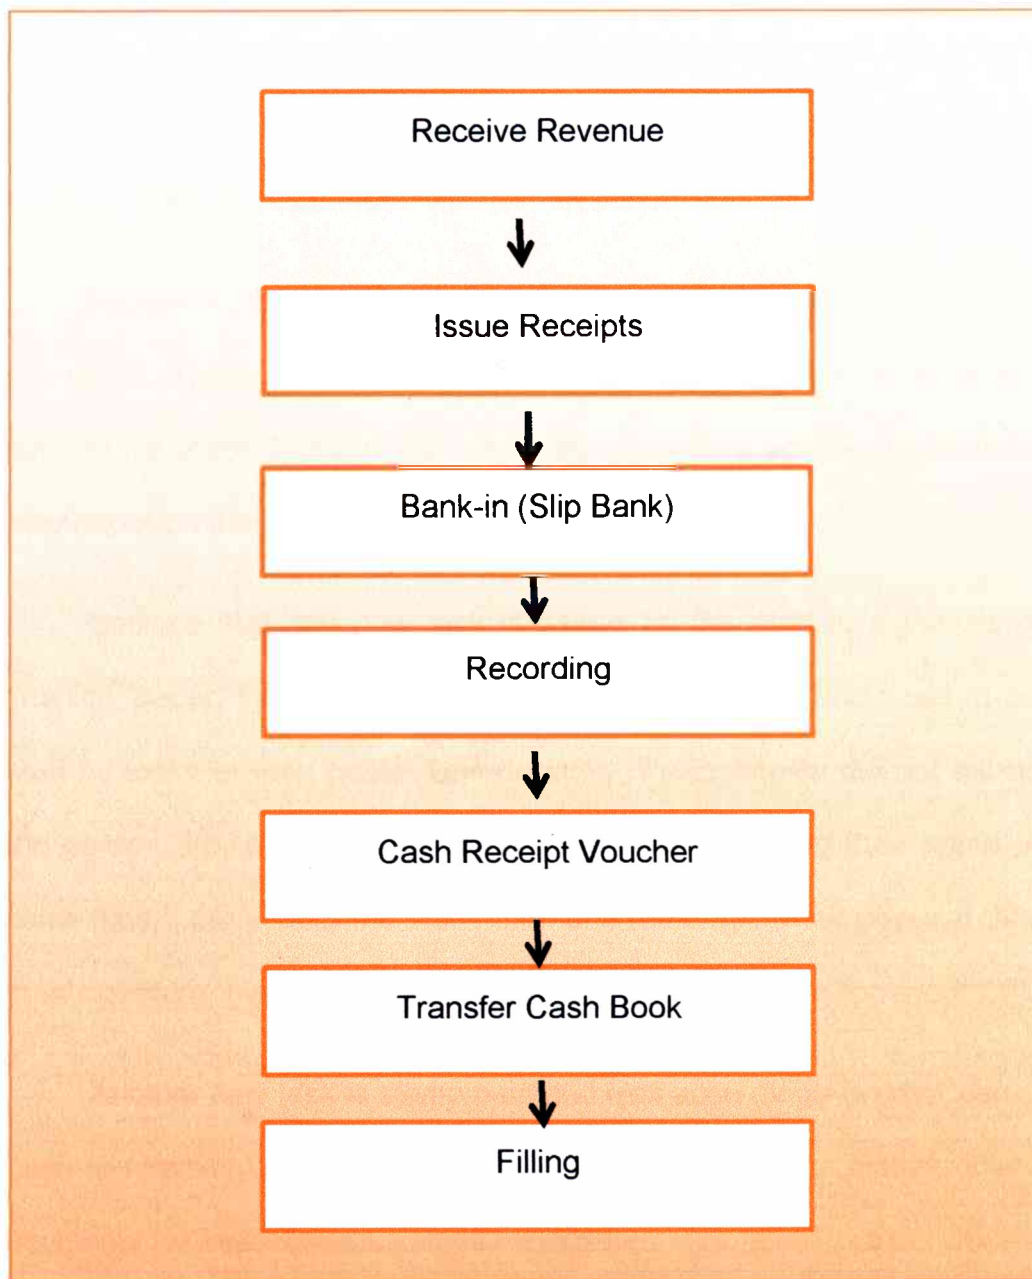 Receive Revenue
Issue Receipts
Bank-in (Slip Bank)
Recording
Cash Receipt Voucher
Transfer Cash Book
Filling